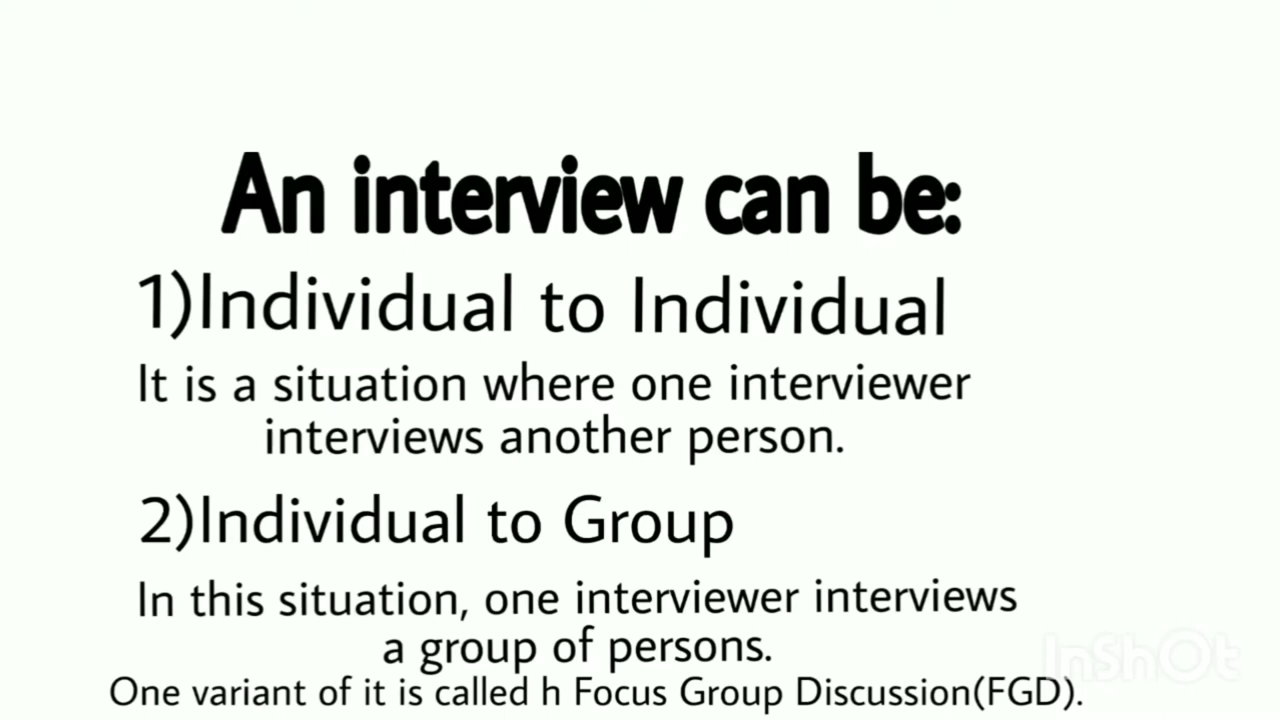 An interview can be:
1)Individual to Individual
It is a situation where one interviewer
interviews another person.
2)Individual to Group
In this situation, one interviewer interviews
a group of persons.
One variant of it is called h Focus Group Discussion(FGD).
InShOt